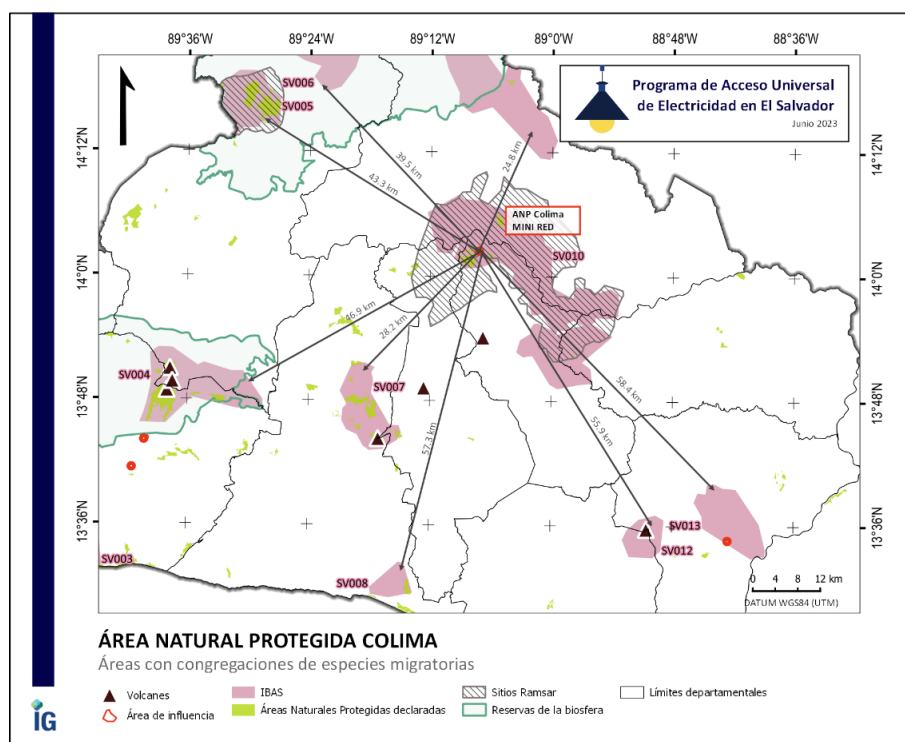 89°36'W 89°24'W 89°12'W 89°0'W 88°48'W 88°36'W
Programa de Acceso Universal
de Electricidad en El Salvador
Junio 2023
SV006
SV005
14°12'N 14°12'N
39.5 km
43.3 km
24.8 km
ANP Colima
MINI RED
SV010
14°0'N 14°0'N
46.9 km
28.2 km
SV004
SV007
13°48'N 13°48'N
58.4 km
55.9 km
57.3 km
13°36'N 13°36'N
SV013
SV012
SV003
SV008
0 4 8 12 km
DATUM WGS84 (UTM)
ÁREA NATURAL PROTEGIDA COLIMA
Áreas con congregaciones de especies migratorias
Volcanes IBAS Sitios Ramsar Límites departamentales
Área de influencia Áreas Naturales Protegidas declaradas Reservas de la biosfera
iG